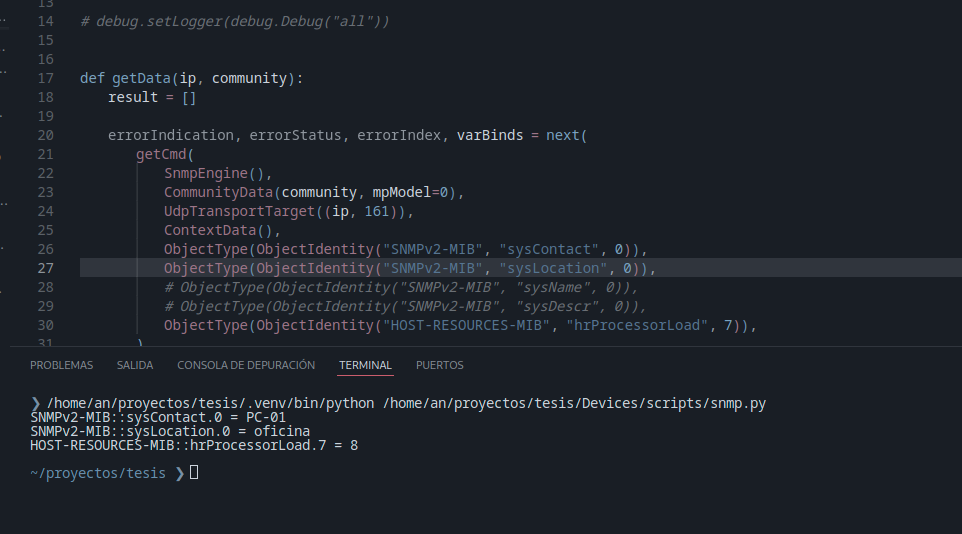 13
14 # debug.setLogger(debug.Debug("all"))
15
16
17 def getData(ip, community):
18 result = []
19
20 errorIndication, errorStatus, errorIndex, varBinds = next(
21 getCmd(
22 SnmpEngine(),
23 CommunityData(community, mpModel=0),
24 UdpTransportTarget((ip, 161)),
25 ContextData(),
26 ObjectType(ObjectIdentity("SNMPv2-MIB", "sysContact", 0)),
27 ObjectType(ObjectIdentity("SNMPv2-MIB", "sysLocation", 0)),
28 # ObjectType(ObjectIdentity("SNMPv2-MIB", "sysName", 0)),
29 # ObjectType(ObjectIdentity("SNMPv2-MIB", "sysDescr", 0)),
30 ObjectType(ObjectIdentity("HOST-RESOURCES-MIB", "hrProcessorLoad", 7)),
31 )
PROBLEMAS SALIDA CONSOLA DE DEPURACIÓN TERMINAL PUERTOS
❯ /home/an/proyectos/tesis/.venv/bin/python /home/an/proyectos/tesis/Devices/scripts/snmp.py
SNMPv2-MIB::sysContact.0 = PC-01
SNMPv2-MIB::sysLocation.0 = oficina
HOST-RESOURCES-MIB::hrProcessorLoad.7 = 8
~/proyectos/tesis ❯